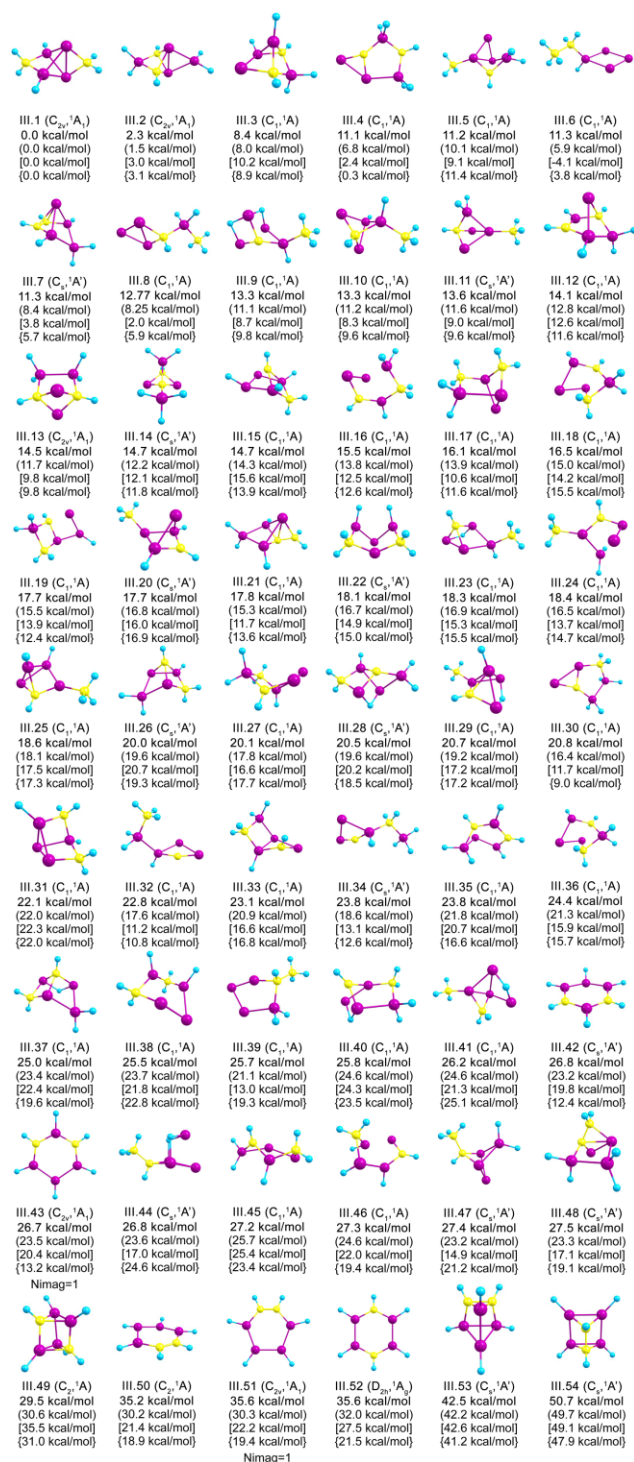 III.1 (C2v,1A1) III.2 (C2v,1A1) III.3 (C1,1A) III.4 (C1,1A) III.5 (C1,1A) III.6 (C1,1A)
0.0 kcal/mol 2.3 kcal/mol 8.4 kcal/mol 11.1 kcal/mol 11.2 kcal/mol 11.3 kcal/mol
(0.0 kcal/mol) (1.5 kcal/mol) (8.0 kcal/mol) (6.8 kcal/mol) (10.1 kcal/mol) (5.9 kcal/mol)
[0.0 kcal/mol] [3.0 kcal/mol] [10.2 kcal/mol] [2.4 kcal/mol] [9.1 kcal/mol] [-4.1 kcal/mol]
{0.0 kcal/mol} {3.1 kcal/mol} {8.9 kcal/mol} {0.3 kcal/mol} {11.4 kcal/mol} {3.8 kcal/mol}
III.7 (Cs,1A') III.8 (C1,1A) III.9 (C1,1A) III.10 (C1,1A) III.11 (Cs,1A') III.12 (C1,1A)
11.3 kcal/mol 12.77 kcal/mol 13.3 kcal/mol 13.3 kcal/mol 13.6 kcal/mol 14.1 kcal/mol
(8.4 kcal/mol) (8.25 kcal/mol) (11.1 kcal/mol) (11.2 kcal/mol) (11.6 kcal/mol) (12.8 kcal/mol)
[3.8 kcal/mol] [2.0 kcal/mol] [8.7 kcal/mol] [8.3 kcal/mol] [9.0 kcal/mol] [12.6 kcal/mol]
{5.7 kcal/mol} {5.9 kcal/mol} {9.8 kcal/mol} {9.6 kcal/mol} {9.6 kcal/mol} {11.6 kcal/mol}
III.13 (C2v,1A1) III.14 (Cs,1A') III.15 (C1,1A) III.16 (C1,1A) III.17 (C1,1A) III.18 (C1,1A)
14.5 kcal/mol 14.7 kcal/mol 14.7 kcal/mol 15.5 kcal/mol 16.1 kcal/mol 16.5 kcal/mol
(11.7 kcal/mol) (12.2 kcal/mol) (14.3 kcal/mol) (13.8 kcal/mol) (13.9 kcal/mol) (15.0 kcal/mol)
[9.8 kcal/mol] [12.1 kcal/mol] [15.6 kcal/mol] [12.5 kcal/mol] [10.6 kcal/mol] [14.2 kcal/mol]
{9.8 kcal/mol} {11.8 kcal/mol} {13.9 kcal/mol} {12.6 kcal/mol} {11.6 kcal/mol} {15.5 kcal/mol}
III.19 (C1,1A) III.20 (Cs,1A') III.21 (C1,1A) III.22 (Cs,1A') III.23 (C1,1A) III.24 (C1,1A)
17.7 kcal/mol 17.7 kcal/mol 17.8 kcal/mol 18.1 kcal/mol 18.3 kcal/mol 18.4 kcal/mol
(15.5 kcal/mol) (16.8 kcal/mol) (15.3 kcal/mol) (16.7 kcal/mol) (16.9 kcal/mol) (16.5 kcal/mol)
[13.9 kcal/mol] [16.0 kcal/mol] [11.7 kcal/mol] [14.9 kcal/mol] [15.3 kcal/mol] [13.7 kcal/mol]
{12.4 kcal/mol} {16.9 kcal/mol} {13.6 kcal/mol} {15.0 kcal/mol} {15.5 kcal/mol} {14.7 kcal/mol}
III.25 (C1,1A) III.26 (Cs,1A') III.27 (C1,1A) III.28 (Cs,1A') III.29 (C1,1A) III.30 (C1,1A)
18.6 kcal/mol 20.0 kcal/mol 20.1 kcal/mol 20.5 kcal/mol 20.7 kcal/mol 20.8 kcal/mol
(18.1 kcal/mol) (19.6 kcal/mol) (17.8 kcal/mol) (19.6 kcal/mol) (19.2 kcal/mol) (16.4 kcal/mol)
[17.5 kcal/mol] [20.7 kcal/mol] [16.6 kcal/mol] [20.2 kcal/mol] [17.2 kcal/mol] [11.7 kcal/mol]
{17.3 kcal/mol} {19.3 kcal/mol} {17.7 kcal/mol} {18.5 kcal/mol} {17.2 kcal/mol} {9.0 kcal/mol}
III.31 (C1,1A) III.32 (C1,1A) III.33 (C1,1A) III.34 (Cs,1A') III.35 (C1,1A) III.36 (C1,1A)
22.1 kcal/mol 22.8 kcal/mol 23.1 kcal/mol 23.8 kcal/mol 23.8 kcal/mol 24.4 kcal/mol
(22.0 kcal/mol) (17.6 kcal/mol) (20.9 kcal/mol) (18.6 kcal/mol) (21.8 kcal/mol) (21.3 kcal/mol)
[22.3 kcal/mol] [11.2 kcal/mol] [16.6 kcal/mol] [13.1 kcal/mol] [20.7 kcal/mol] [15.9 kcal/mol]
{22.0 kcal/mol} {10.8 kcal/mol} {16.8 kcal/mol} {12.6 kcal/mol} {16.6 kcal/mol} {15.7 kcal/mol}
III.37 (C1,1A) III.38 (C1,1A) III.39 (C1,1A) III.40 (C1,1A) III.41 (C1,1A) III.42 (Cs,1A')
25.0 kcal/mol 25.5 kcal/mol 25.7 kcal/mol 25.8 kcal/mol 26.2 kcal/mol 26.8 kcal/mol
(23.4 kcal/mol) (23.7 kcal/mol) (21.1 kcal/mol) (24.6 kcal/mol) (24.6 kcal/mol) (23.2 kcal/mol)
[22.4 kcal/mol] [21.8 kcal/mol] [13.0 kcal/mol] [24.3 kcal/mol] [21.3 kcal/mol] [19.8 kcal/mol]
{19.6 kcal/mol} {22.8 kcal/mol} {19.3 kcal/mol} {23.5 kcal/mol} {25.1 kcal/mol} {12.4 kcal/mol}
III.43 (C2v,1A1) III.44 (Cs,1A') III.45 (C1,1A) III.46 (C1,1A) III.47 (Cs,1A') III.48 (Cs,1A')
26.7 kcal/mol 26.8 kcal/mol 27.2 kcal/mol 27.3 kcal/mol 27.4 kcal/mol 27.5 kcal/mol
(23.5 kcal/mol) (23.6 kcal/mol) (25.7 kcal/mol) (24.6 kcal/mol) (23.2 kcal/mol) (23.3 kcal/mol)
[20.4 kcal/mol] [17.0 kcal/mol] [25.4 kcal/mol] [22.0 kcal/mol] [14.9 kcal/mol] [17.1 kcal/mol]
{13.2 kcal/mol} {24.6 kcal/mol} {23.4 kcal/mol} {19.4 kcal/mol} {21.2 kcal/mol} {19.1 kcal/mol}
Nimag=1
III.49 (C2,1A) III.50 (C2,1A) III.51 (C2v,1A1) III.52 (D2h,1Ag) III.53 (Cs,1A') III.54 (Cs,1A')
29.5 kcal/mol 35.2 kcal/mol 35.6 kcal/mol 35.6 kcal/mol 42.5 kcal/mol 50.7 kcal/mol
(30.6 kcal/mol) (30.2 kcal/mol) (30.3 kcal/mol) (32.0 kcal/mol) (42.2 kcal/mol) (49.7 kcal/mol)
[35.5 kcal/mol] [21.4 kcal/mol] [22.2 kcal/mol] [27.5 kcal/mol] [42.6 kcal/mol] [49.1 kcal/mol]
{31.0 kcal/mol} {18.9 kcal/mol} {19.4 kcal/mol} {21.5 kcal/mol} {41.2 kcal/mol} {47.9 kcal/mol}
Nimag=1